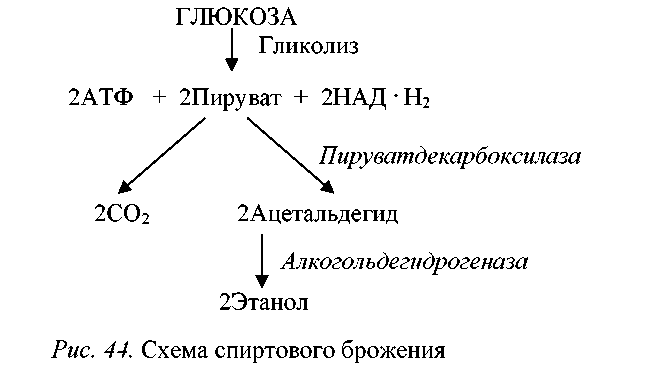 ГЛЮКОЗА
Гликолиз
2АТФ + 2Пируват + 2НАД · Н₂
Пируватдекарбоксилаза
2СО₂ 2Ацетальдегид
Алкогольдегидрогеназа
2Этанол
Рис. 44. Схема спиртового брожения